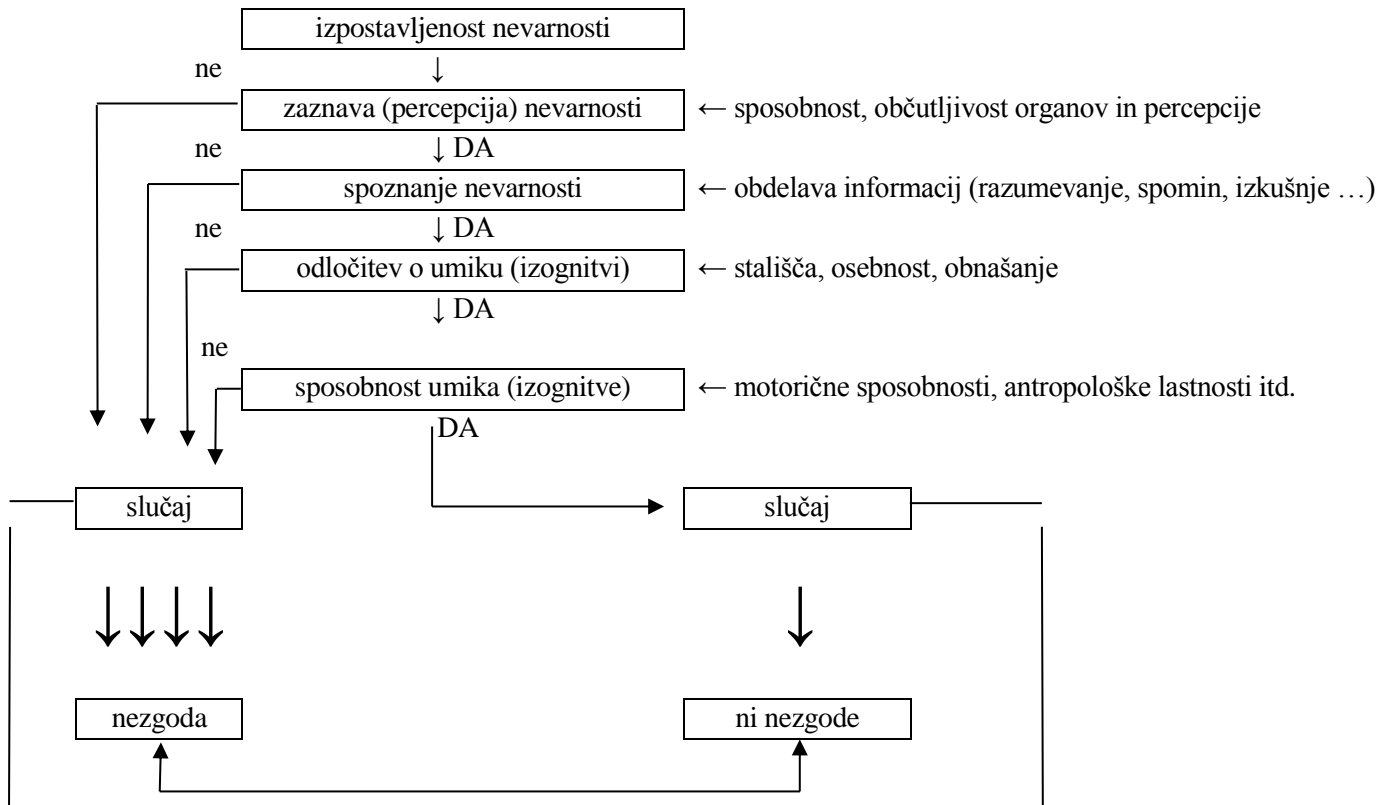 izpostavljenost nevarnosti
ne ↓
zaznava (percepcija) nevarnosti ← sposobnost, občutljivost organov in percepcije
ne ↓ DA
spoznanje nevarnosti ← obdelava informacij (razumevanje, spomin, izkušnje …)
ne ↓ DA
odločitev o umiku (izognitvi) ← stališča, osebnost, obnašanje
↓ DA
ne
sposobnost umika (izognitve) ← motorične sposobnosti, antropološke lastnosti itd.
DA
slučaj slučaj
nezgoda ni nezgode